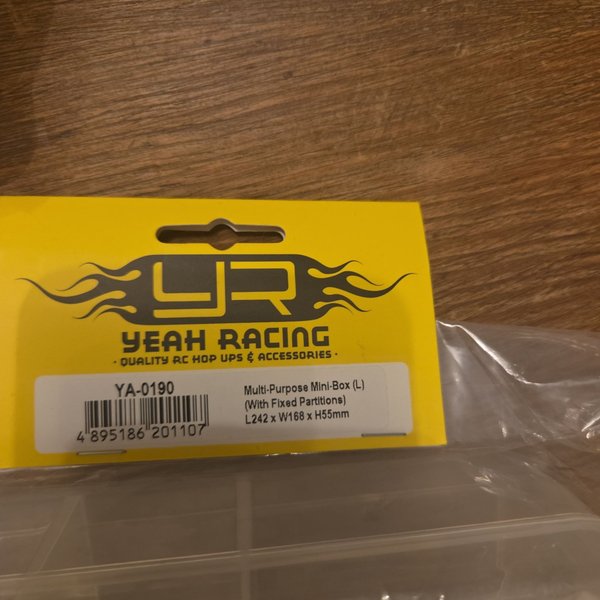 YR
YEAH RACING
· QUALITY RC HOP UPS & ACCESSORIES ·
YA-0190
4 895186 201107
Multi-Purpose Mini-Box (L)
(With Fixed Partitions)
L242 x W168 x H55mm